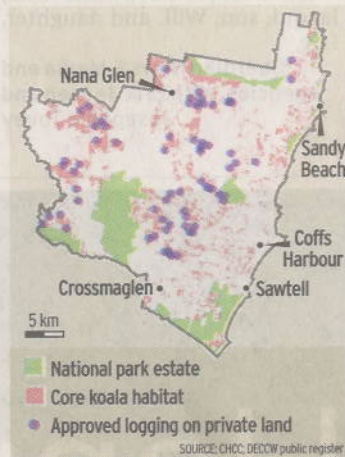 Nana Glen
Sandy
Beach
Coffs
Harbour
Crossmaglen
Sawtell
5 km
National park estate
Core koala habitat
Approved logging on private land
SOURCE: CHCC; DECCW public register